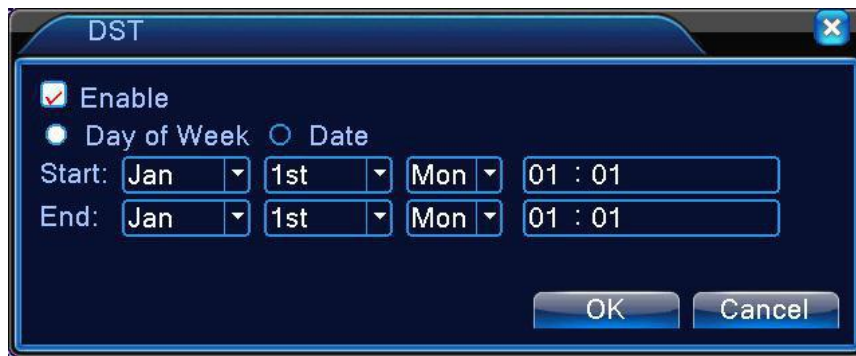 DST
Enable
Day of Week Date
Start: Jan 1st Mon 01 : 01
End: Jan 1st Mon 01 : 01
OK Cancel